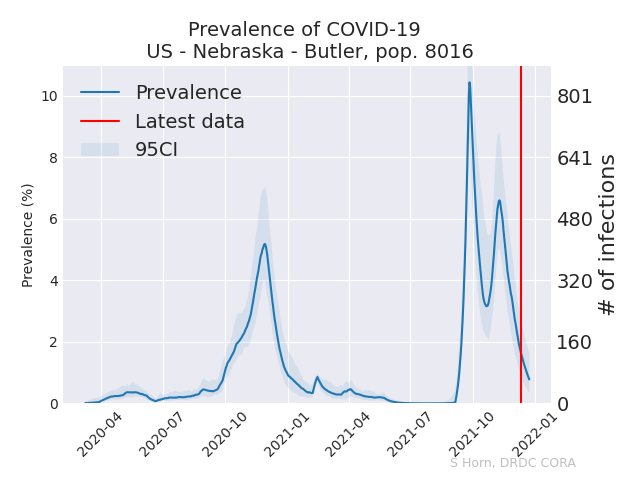 Prevalence of COVID-19
US - Nebraska - Butler, pop. 8016
Prevalence
Latest data
95CI
Prevalence (%)
10
8
6
4
2
0
801
641
480
320
160
0
# of infections
2020-04
2020-07
2020-10
2021-01
2021-04
2021-07
2021-10
2022-01
S Horn, DRDC CORA